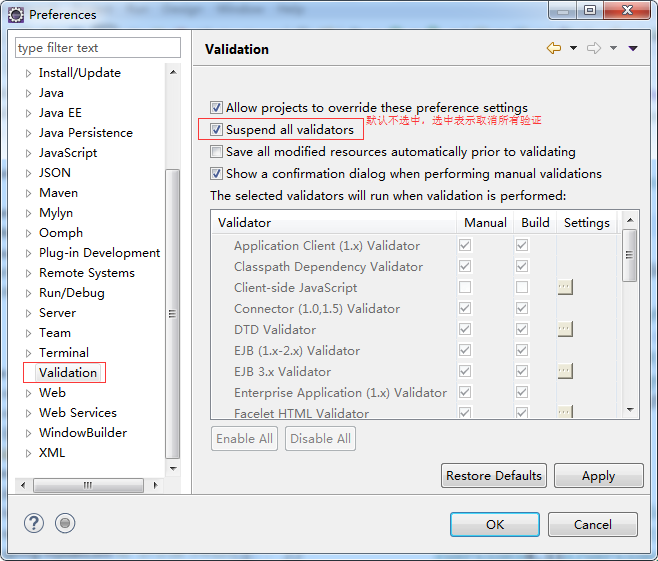 Preferences
type filter text
Install/Update
Java
Java EE
Java Persistence
JavaScript
JSON
Maven
Mylyn
Oomph
Plug-in Development
Remote Systems
Run/Debug
Server
Team
Terminal
Validation
Web
Web Services
WindowBuilder
XML
Validation
Allow projects to override these preference settings
Suspend all validators 默认不选中，选中表示取消所有验证
Save all modified resources automatically prior to validating
Show a confirmation dialog when performing manual validations
The selected validators will run when validation is performed:
Validator Manual Build Settings
Application Client (1.x) Validator
Classpath Dependency Validator
Client-side JavaScript
Connector (1.0,1.5) Validator
DTD Validator
EJB (1.x-2.x) Validator
EJB 3.x Validator
Enterprise Application (1.x) Validator
Facelet HTML Validator
Enable All Disable All
Restore Defaults Apply
OK Cancel